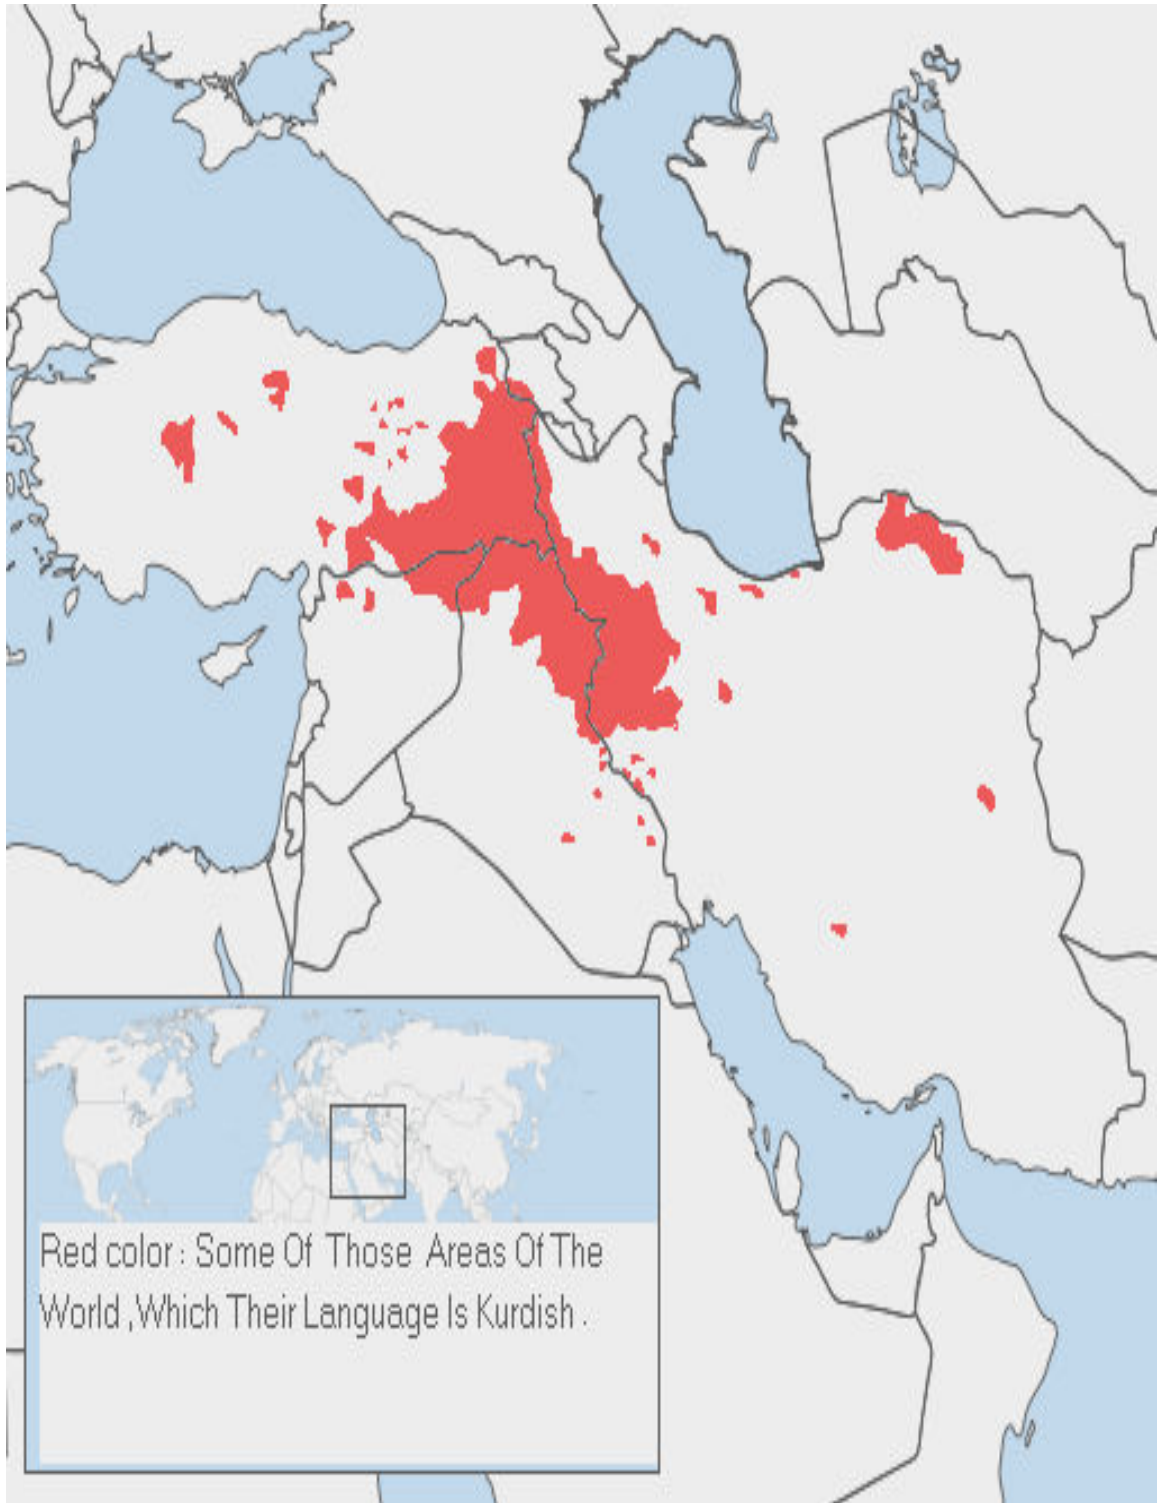 Red color : Some Of Those Areas Of The
World ,Which Their Language Is Kurdish .